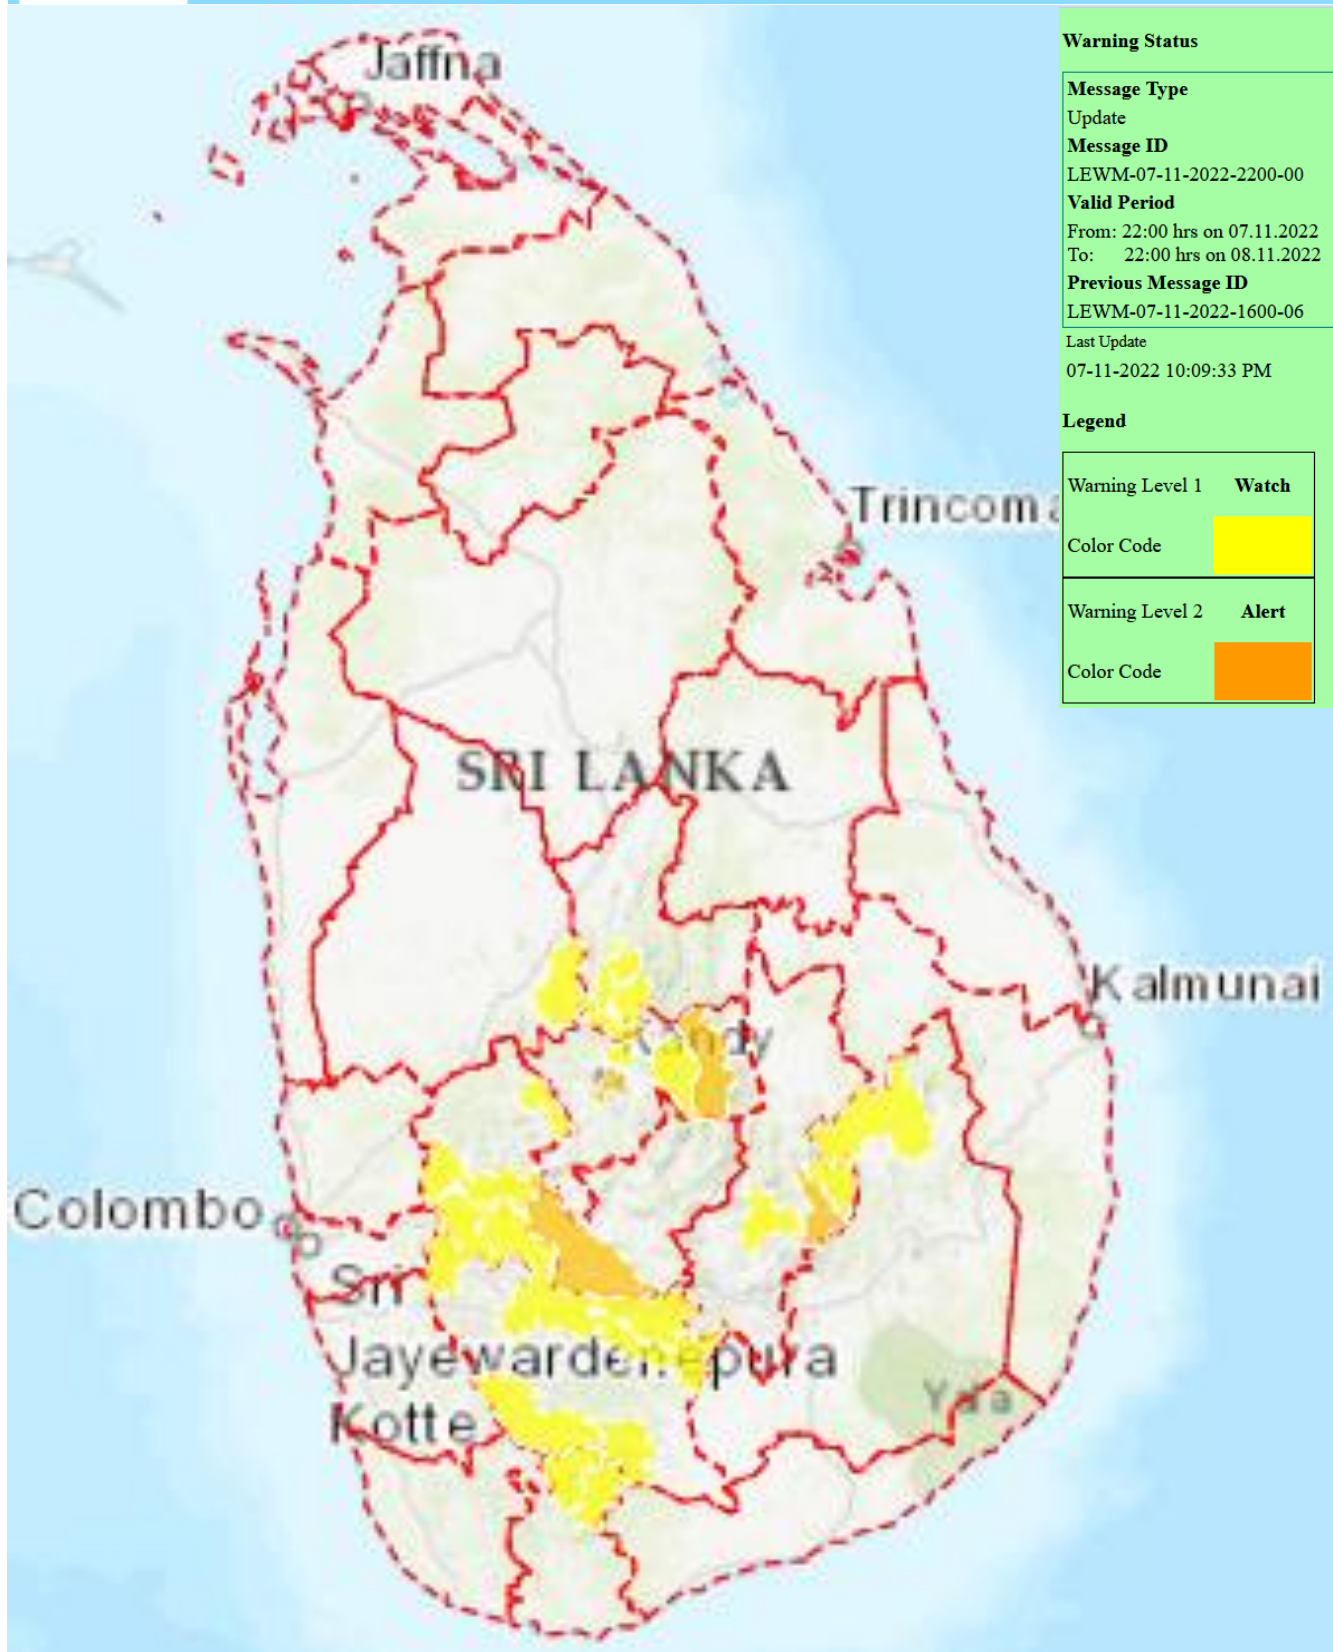 Jaffna
Trincoma
SRI LANKA
Kalmunai
Kandy
Colombo
Sri
Jayewardenepura
Kotte
Yala
Warning Status
Message Type
Update
Message ID
LEWM-07-11-2022-2200-00
Valid Period
From: 22:00 hrs on 07.11.2022
To: 22:00 hrs on 08.11.2022
Previous Message ID
LEWM-07-11-2022-1600-06
Last Update
07-11-2022 10:09:33 PM
Legend
Warning Level 1 Watch
Color Code
Warning Level 2 Alert
Color Code